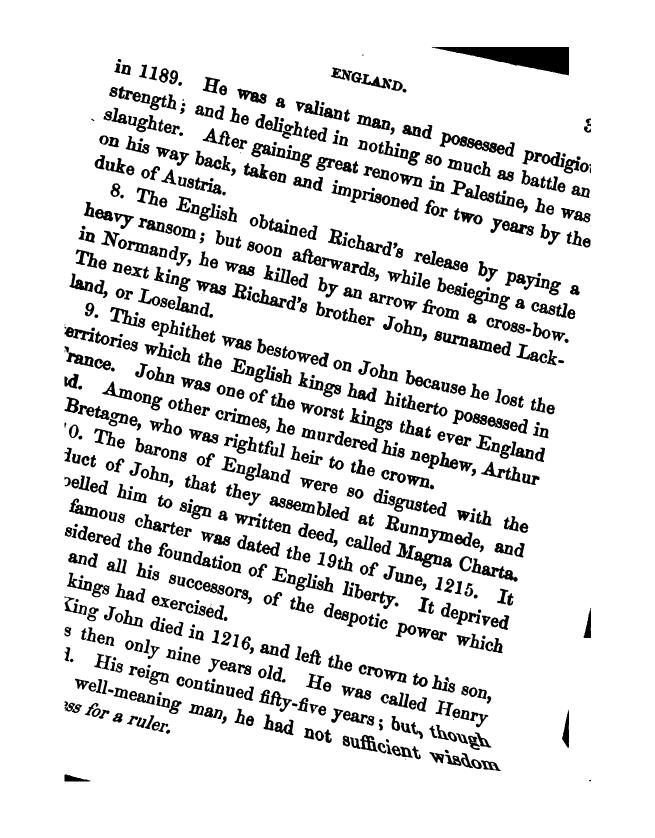 ENGLAND.
in 1189. He was a valiant man, and possessed
strength; and he delighted in nothing so much as battle
slaughter. After gaining great renown in Palestine, he was
on his way back, taken and imprisoned for two years by the
duke of Austria.
8. The English obtained Richard's release by paying a
heavy ransom; but soon afterwards, while besieging a castle
in Normandy, he was killed by an arrow from a cross-bow.
The next king was Richard's brother John, surnamed Lack-
land, or Loseland.
9. This ephithet was bestowed on John because he lost the
erritories which the English kings had hitherto possessed in
rance. John was one of the worst kings that ever England
Among other crimes, he murdered his nephew, Arthur
Bretagne, who was rightful heir to the crown.
0. The barons of England were so disgusted with the
duct of John, that they assembled at Runnymede, and
pelled him to sign a written deed, called Magna Charta.
famous charter was dated the 19th of June, 1215. It
sidered the foundation of English liberty. It deprived
and all his successors, of the despotic power which
kings had exercised.
King John died in 1216, and left the crown to his son,
s then only nine years old. He was called Henry
His reign continued fifty-five years; but, though
well-meaning man, he had not sufficient wisdom
ss for a ruler.